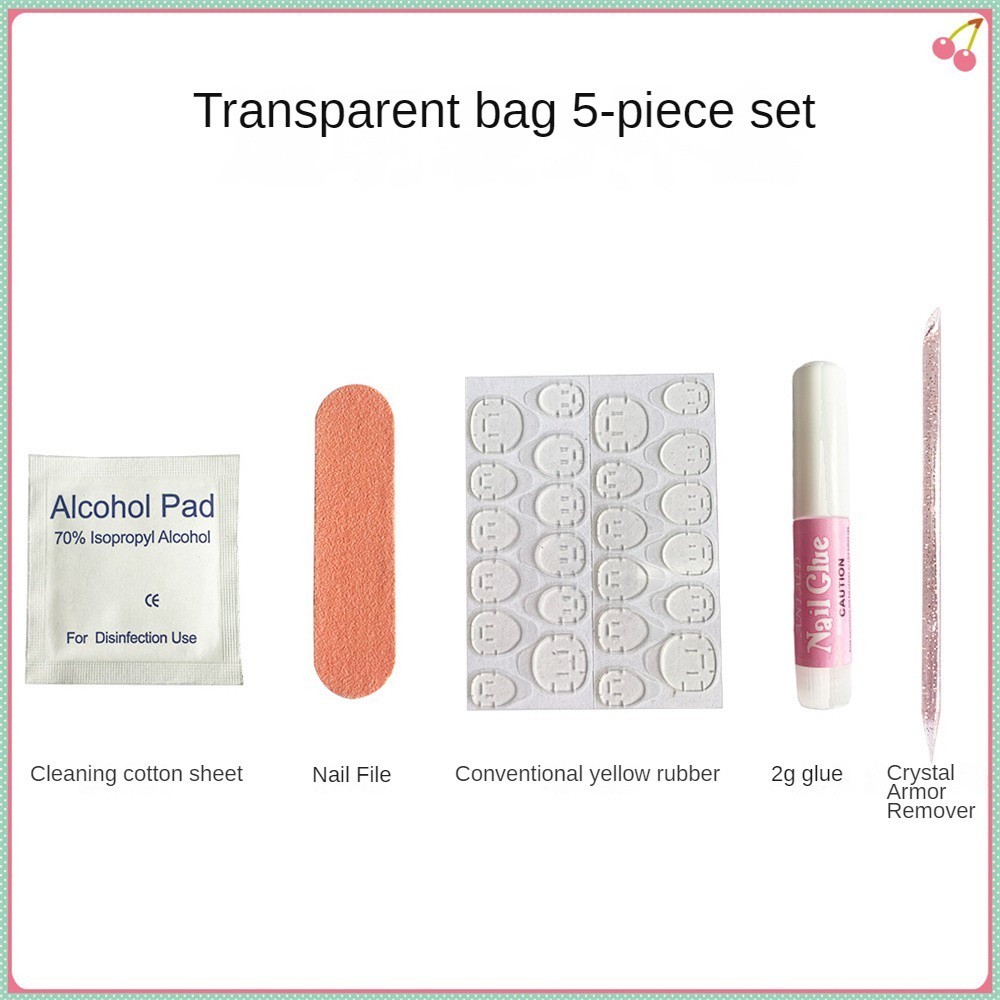 Transparent bag 5-piece set
Alcohol Pad
70% Isopropyl Alcohol
CE
For Disinfection Use
Nail Glue
CAUTION
Cleaning cotton sheet
Nail File
Conventional yellow rubber
2g glue
Crystal
Armor
Remover